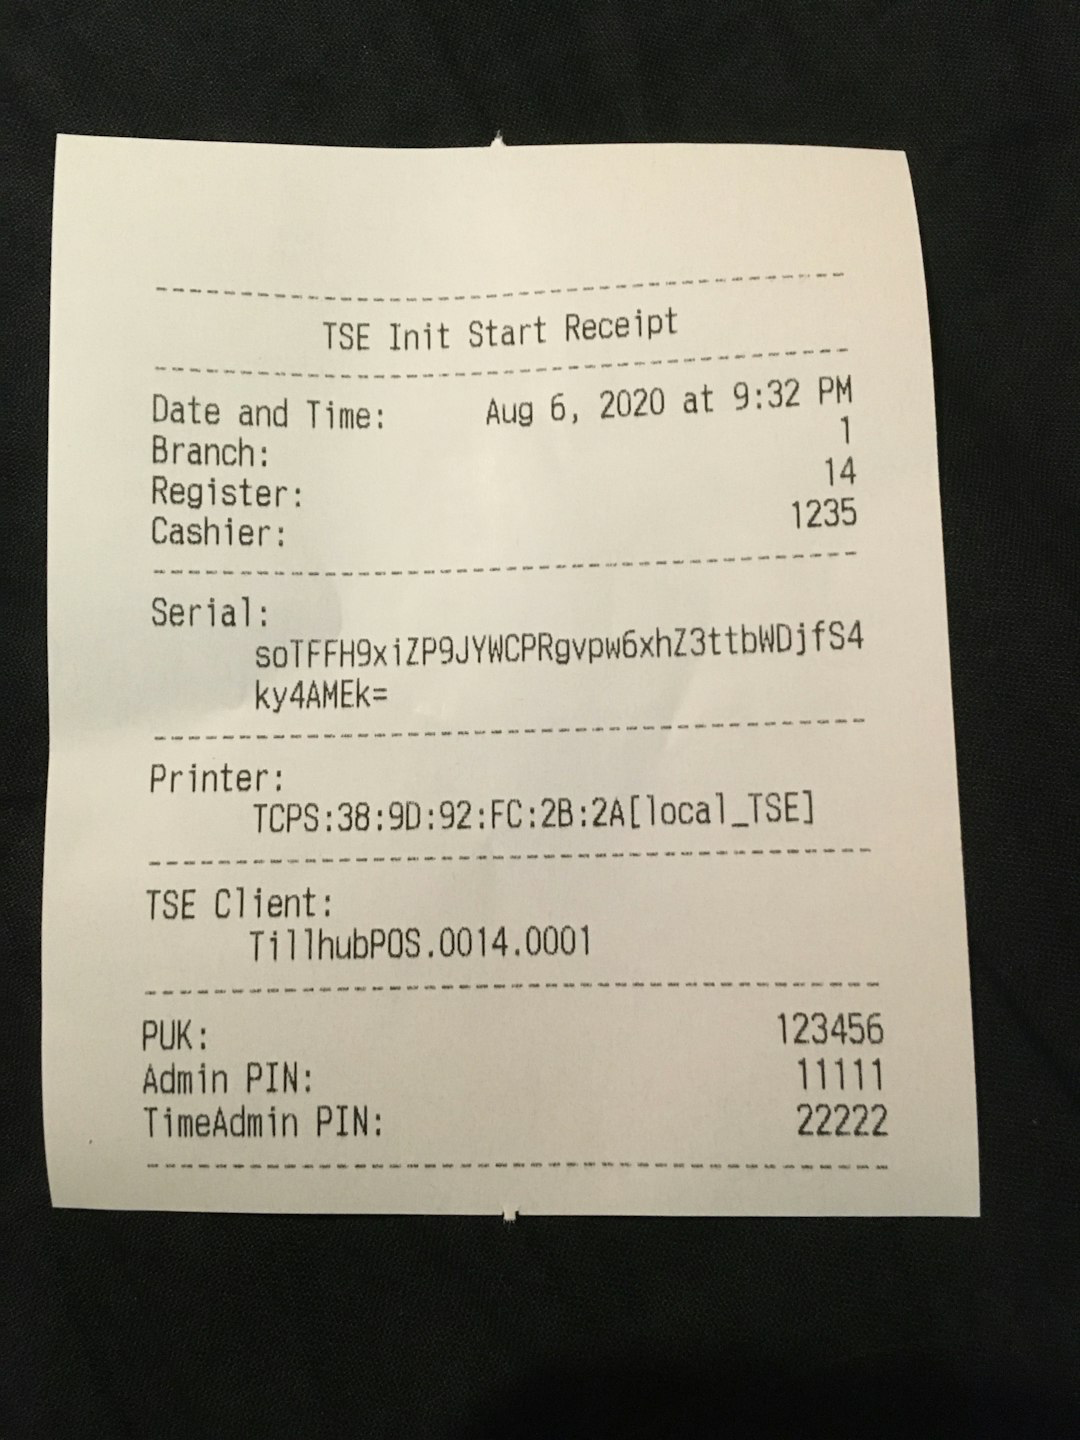 TSE Init Start Receipt
Date and Time: Aug 6, 2020 at 9:32 PM
Branch: 1
Register: 14
Cashier: 1235
Serial:
soTFFH9xiZP9JYWCPRgvpw6xhZ3ttbWDjfS4
ky4AMEk=
Printer:
TCPS:38:9D:92:FC:2B:2A[local_TSE]
TSE Client:
TillhubPOS.0014.0001
PUK: 123456
Admin PIN: 11111
TimeAdmin PIN: 22222